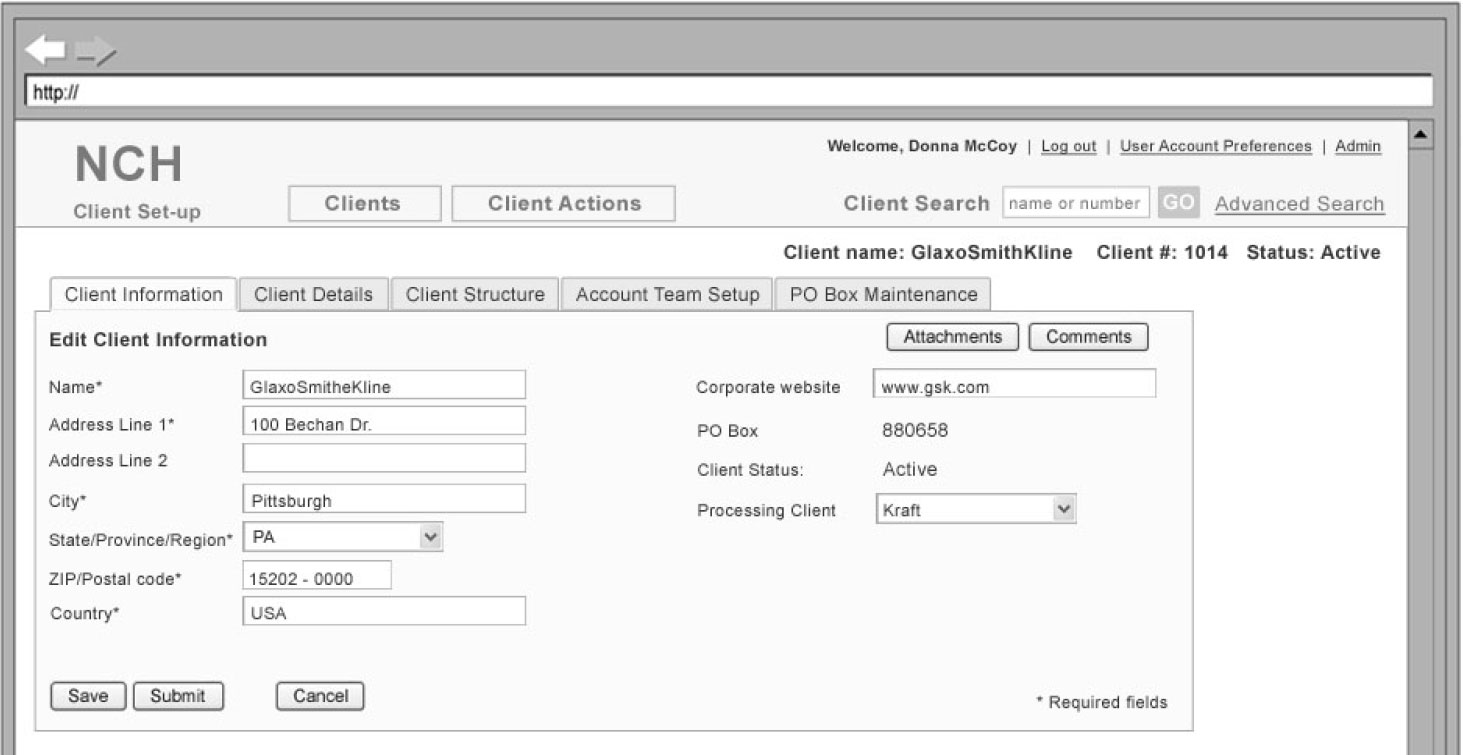 http://
Welcome, Donna McCoy | Log out | User Account Preferences | Admin
NCH
Client Set-up
Clients
Client Actions
Client Search name or number GO Advanced Search
Client name: GlaxoSmithKline Client #: 1014 Status: Active
Client Information Client Details Client Structure Account Team Setup PO Box Maintenance
Edit Client Information
Attachments Comments
Name* GlaxoSmitheKline
Address Line 1* 100 Bechan Dr.
Address Line 2
City* Pittsburgh
State/Province/Region* PA
ZIP/Postal code* 15202 - 0000
Country* USA
Corporate website www.gsk.com
PO Box 880658
Client Status: Active
Processing Client Kraft
Save Submit Cancel
* Required fields